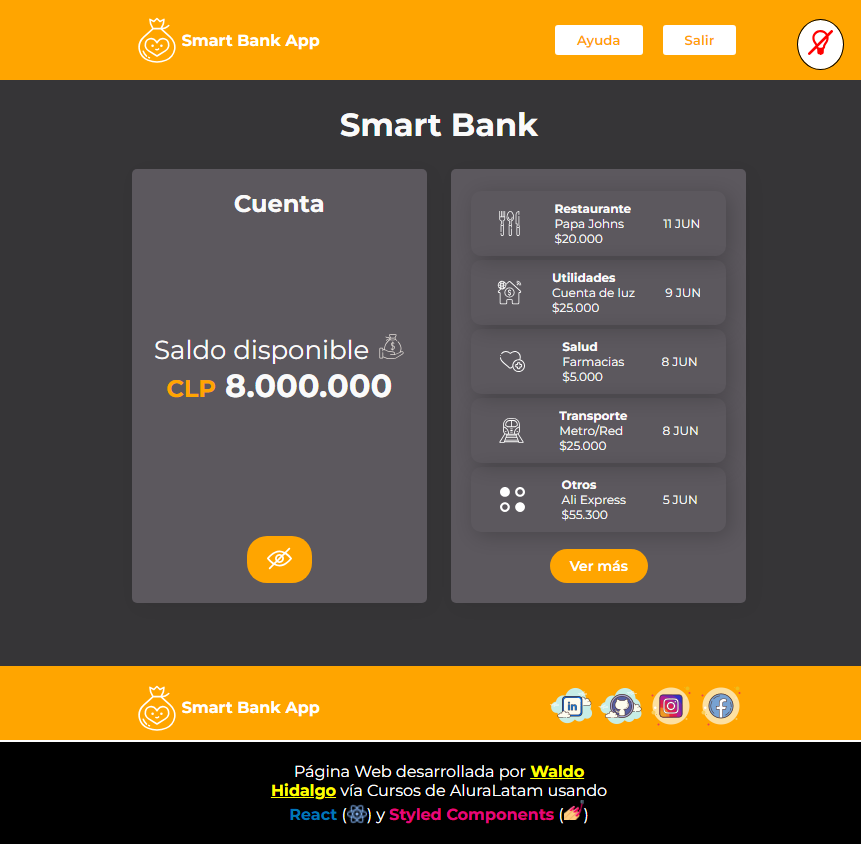 Smart Bank App
Ayuda
Salir
Smart Bank
Cuenta
Saldo disponible
CLP 8.000.000
Restaurante
Papa Johns
$20.000
11 JUN
Utilidades
Cuenta de luz
$25.000
9 JUN
Salud
Farmacias
$5.000
8 JUN
Transporte
Metro/Red
$25.000
8 JUN
Otros
Ali Express
$55.300
5 JUN
Ver más
Smart Bank App
in
Página Web desarrollada por Waldo
Hidalgo vía Cursos de AluraLatam usando
React () y Styled Components ()